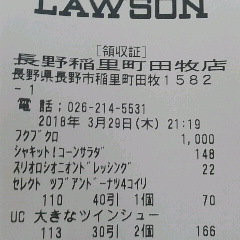 LAWSON
[領収証]
長野稲里町田牧店
長野県長野市稲里町田牧1582
-1
電話:026-214-5531
2018年 3月29日(木) 21:19
フクブクロ 1,000
シャキット!コーンサラダ 148
スリオロシオニオンドレッシング 22
セレクト ツブアンドーナツ4コイリ
110 40引 1個 70
UC 大きなツインシュー
113 30引 2個 166